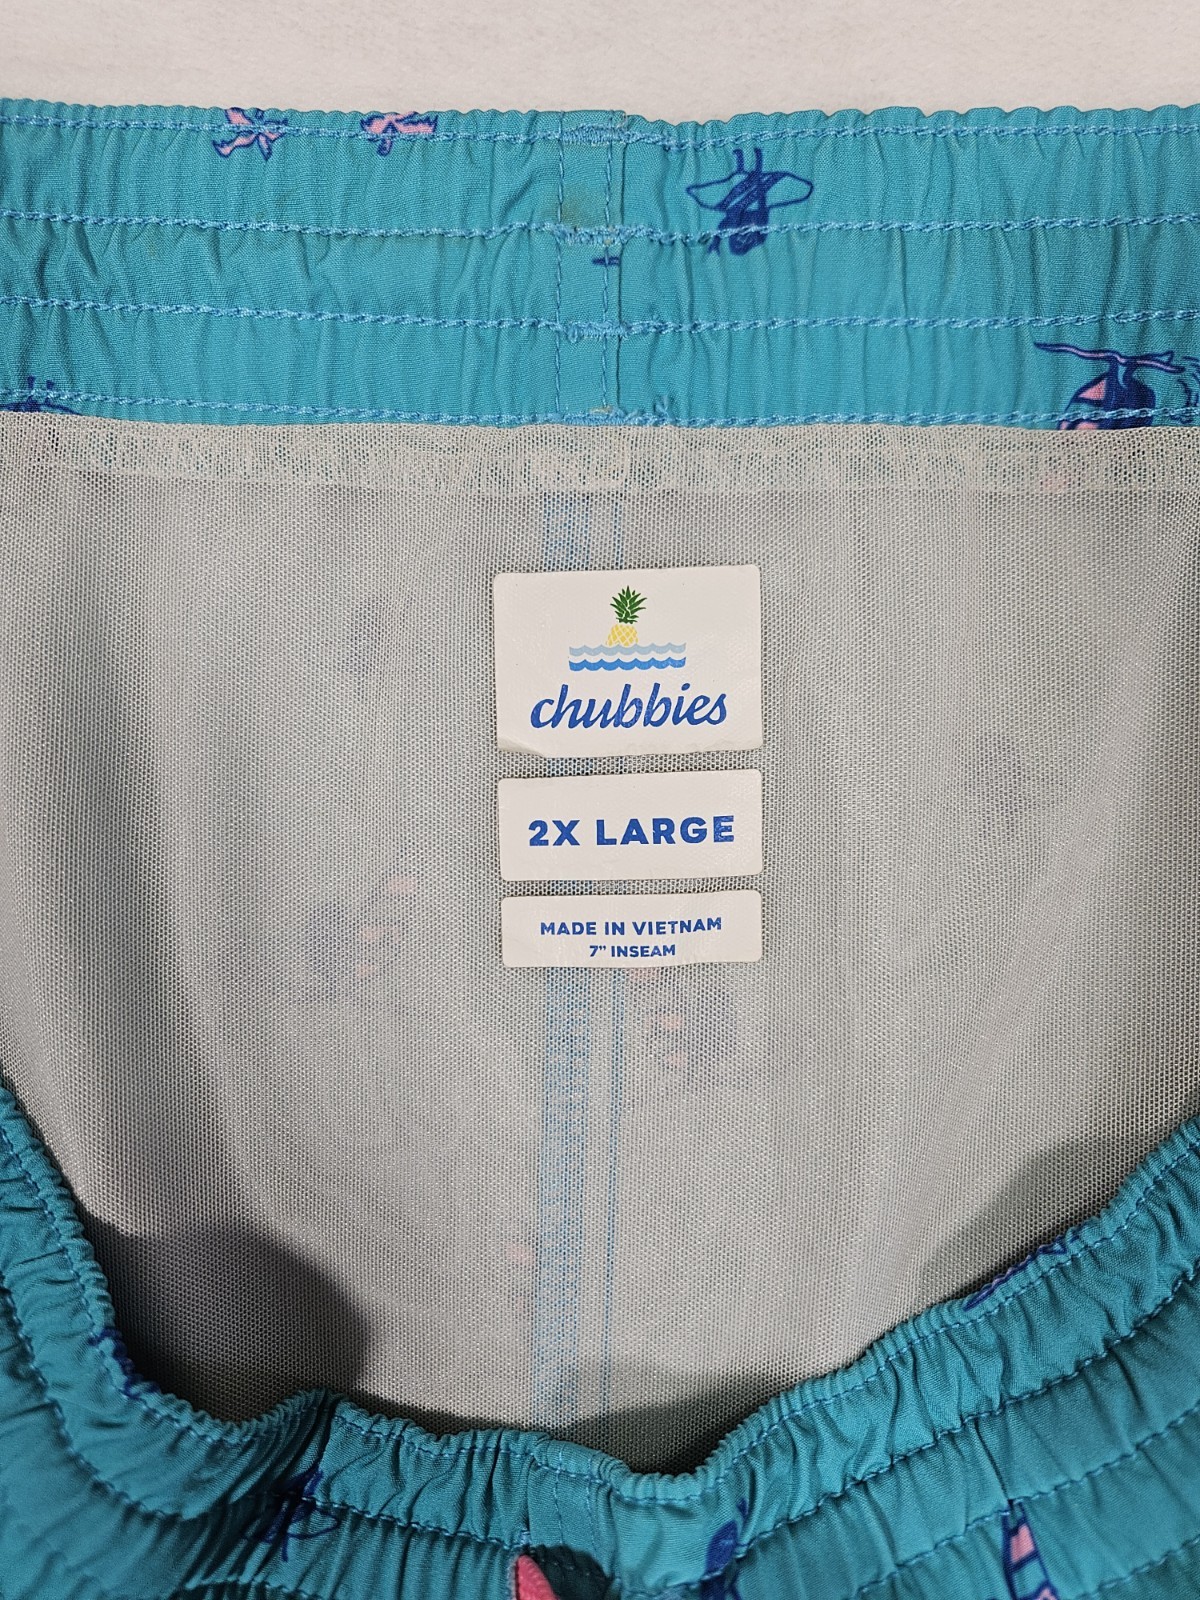 chubbies
2X LARGE
MADE IN VIETNAM
7" INSEAM